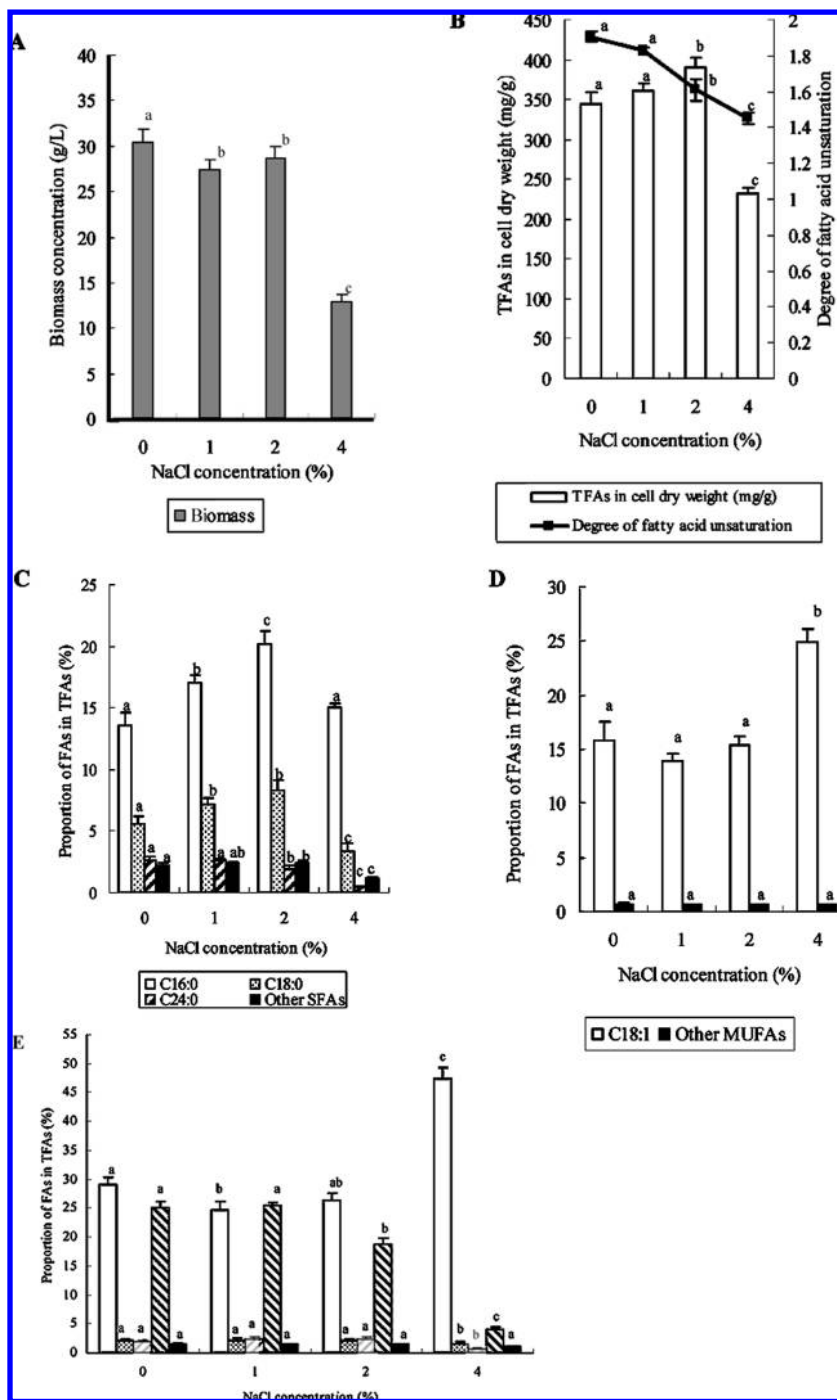 A
Biomass concentration (g/L)
40
35
30
25
20
15
10
5
0
a
b
b
c
0 1 2 4
NaCl concentration (%)
Biomass
B
TFAs in cell dry weight (mg/g)
450
400
350
300
250
200
150
100
50
0
a
a
b
a
a
b
c
c
2
1.8
1.6
1.4
1.2
1
0.8
0.6
0.4
0.2
0
Degree of fatty acid unsaturation
0 1 2 4
NaCl concentration (%)
TFAs in cell dry weight (mg/g)
Degree of fatty acid unsaturation
C
Proportion of FAs in TFAs (%)
25
20
15
10
5
0
a a a a
b b a ab
c b b b
a c c c
0 1 2 4
NaCl concentration (%)
C16:0 C18:0
C24:0 Other SFAs
D
Proportion of FAs in TFAs (%)
30
25
20
15
10
5
0
a a
a a
a a
b a
0 1 2 4
NaCl concentration (%)
C18:1 Other MUFAs
E
Proportion of FAs in TFAs (%)
55
50
45
40
35
30
25
20
15
10
5
0
a a a a a
b a a a a
ab a a b a
c b b c a
0 1 2 4
NaCl concentration (%)